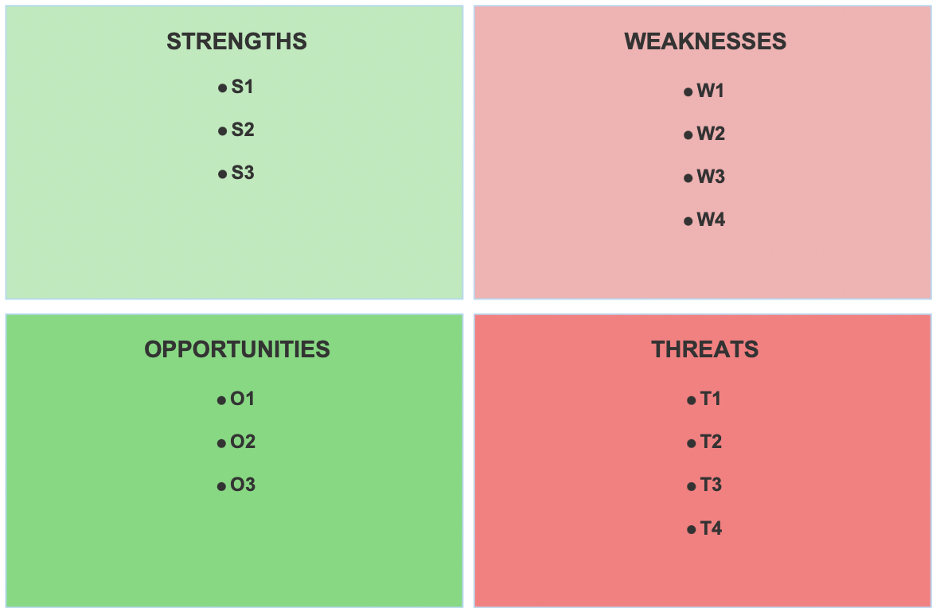 STRENGTHS
• S1
• S2
• S3
WEAKNESSES
• W1
• W2
• W3
• W4
OPPORTUNITIES
• O1
• O2
• O3
THREATS
• T1
• T2
• T3
• T4